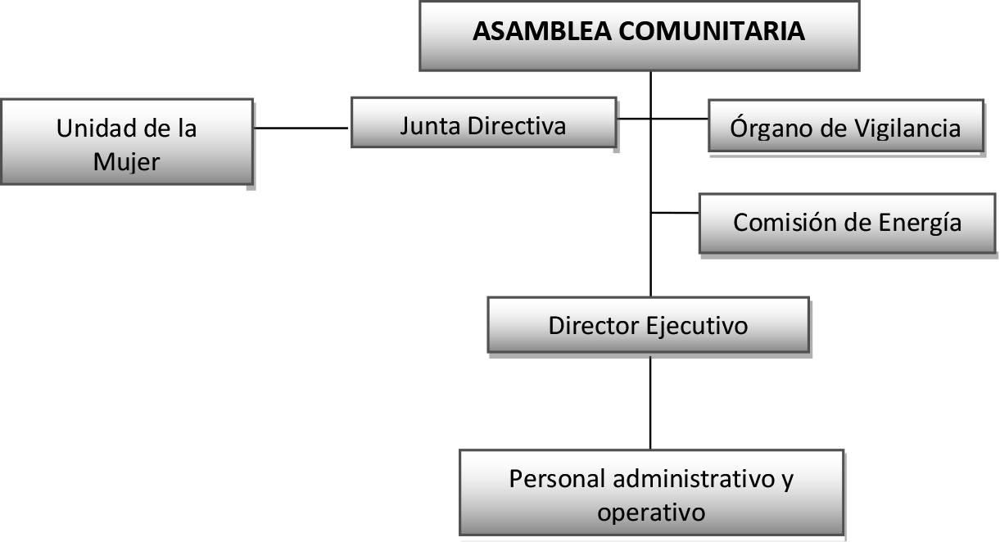 ASAMBLEA COMUNITARIA
Unidad de la
Mujer
Junta Directiva
Órgano de Vigilancia
Comisión de Energía
Director Ejecutivo
Personal administrativo y
operativo